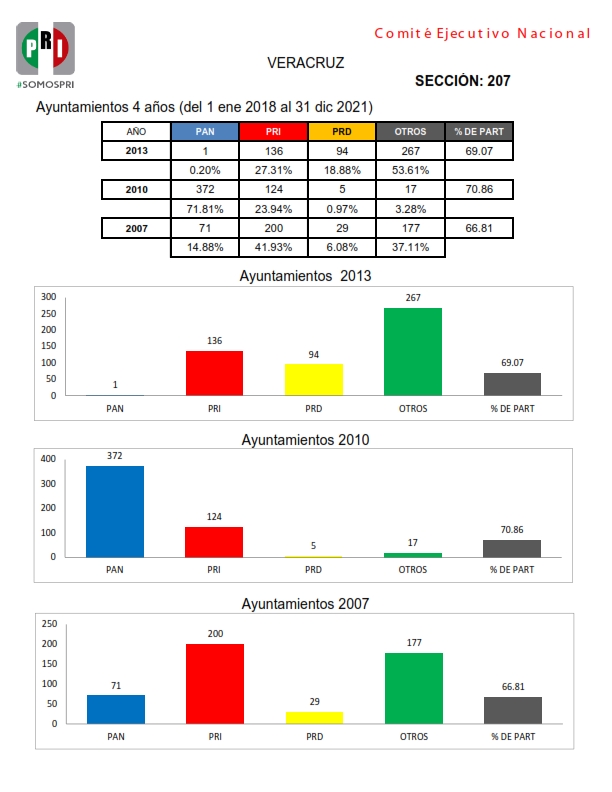 Comité Ejecutivo Nacional
PRI
#SOMOSPRI
VERACRUZ
SECCIÓN: 207
Ayuntamientos 4 años (del 1 ene 2018 al 31 dic 2021)
AÑO PAN PRI PRD OTROS % DE PART
2013 1 136 94 267 69.07
0.20% 27.31% 18.88% 53.61%
2010 372 124 5 17 70.86
71.81% 23.94% 0.97% 3.28%
2007 71 200 29 177 66.81
14.88% 41.93% 6.08% 37.11%
Ayuntamientos 2013
300
250
200
150
100
50
0
1 136 94 267 69.07
PAN PRI PRD OTROS % DE PART
Ayuntamientos 2010
400
300
200
100
0
372 124 5 17 70.86
PAN PRI PRD OTROS % DE PART
Ayuntamientos 2007
250
200
150
100
50
0
71 200 29 177 66.81
PAN PRI PRD OTROS % DE PART